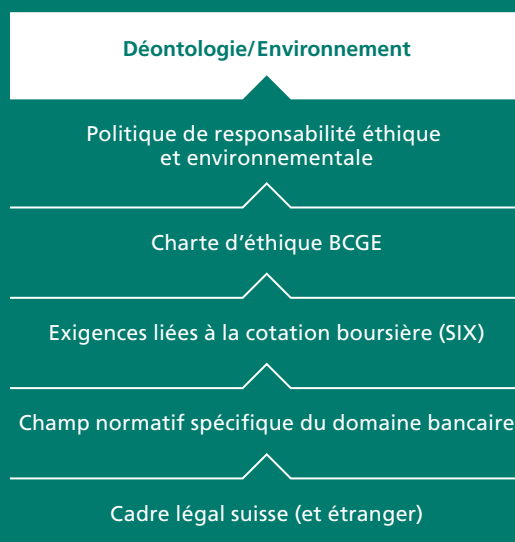 Déontologie/Environnement
Politique de responsabilité éthique
et environnementale
Charte d'éthique BCGE
Exigences liées à la cotation boursière (SIX)
Champ normatif spécifique du domaine bancaire
Cadre légal suisse (et étranger)